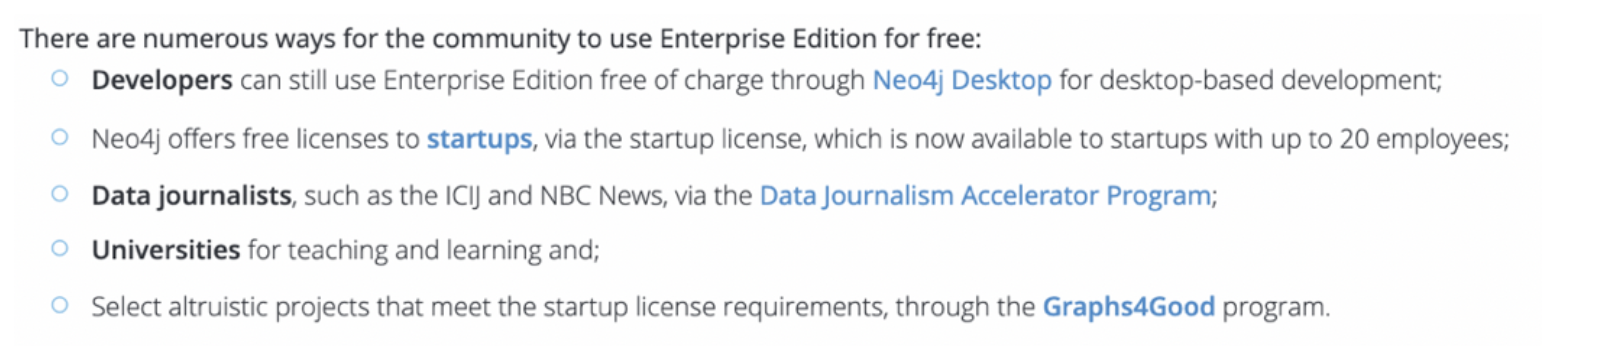 There are numerous ways for the community to use Enterprise Edition for free:
Developers can still use Enterprise Edition free of charge through Neo4j Desktop for desktop-based development;
Neo4j offers free licenses to startups, via the startup license, which is now available to startups with up to 20 employees;
Data journalists, such as the ICIJ and NBC News, via the Data Journalism Accelerator Program;
Universities for teaching and learning and;
Select altruistic projects that meet the startup license requirements, through the Graphs4Good program.